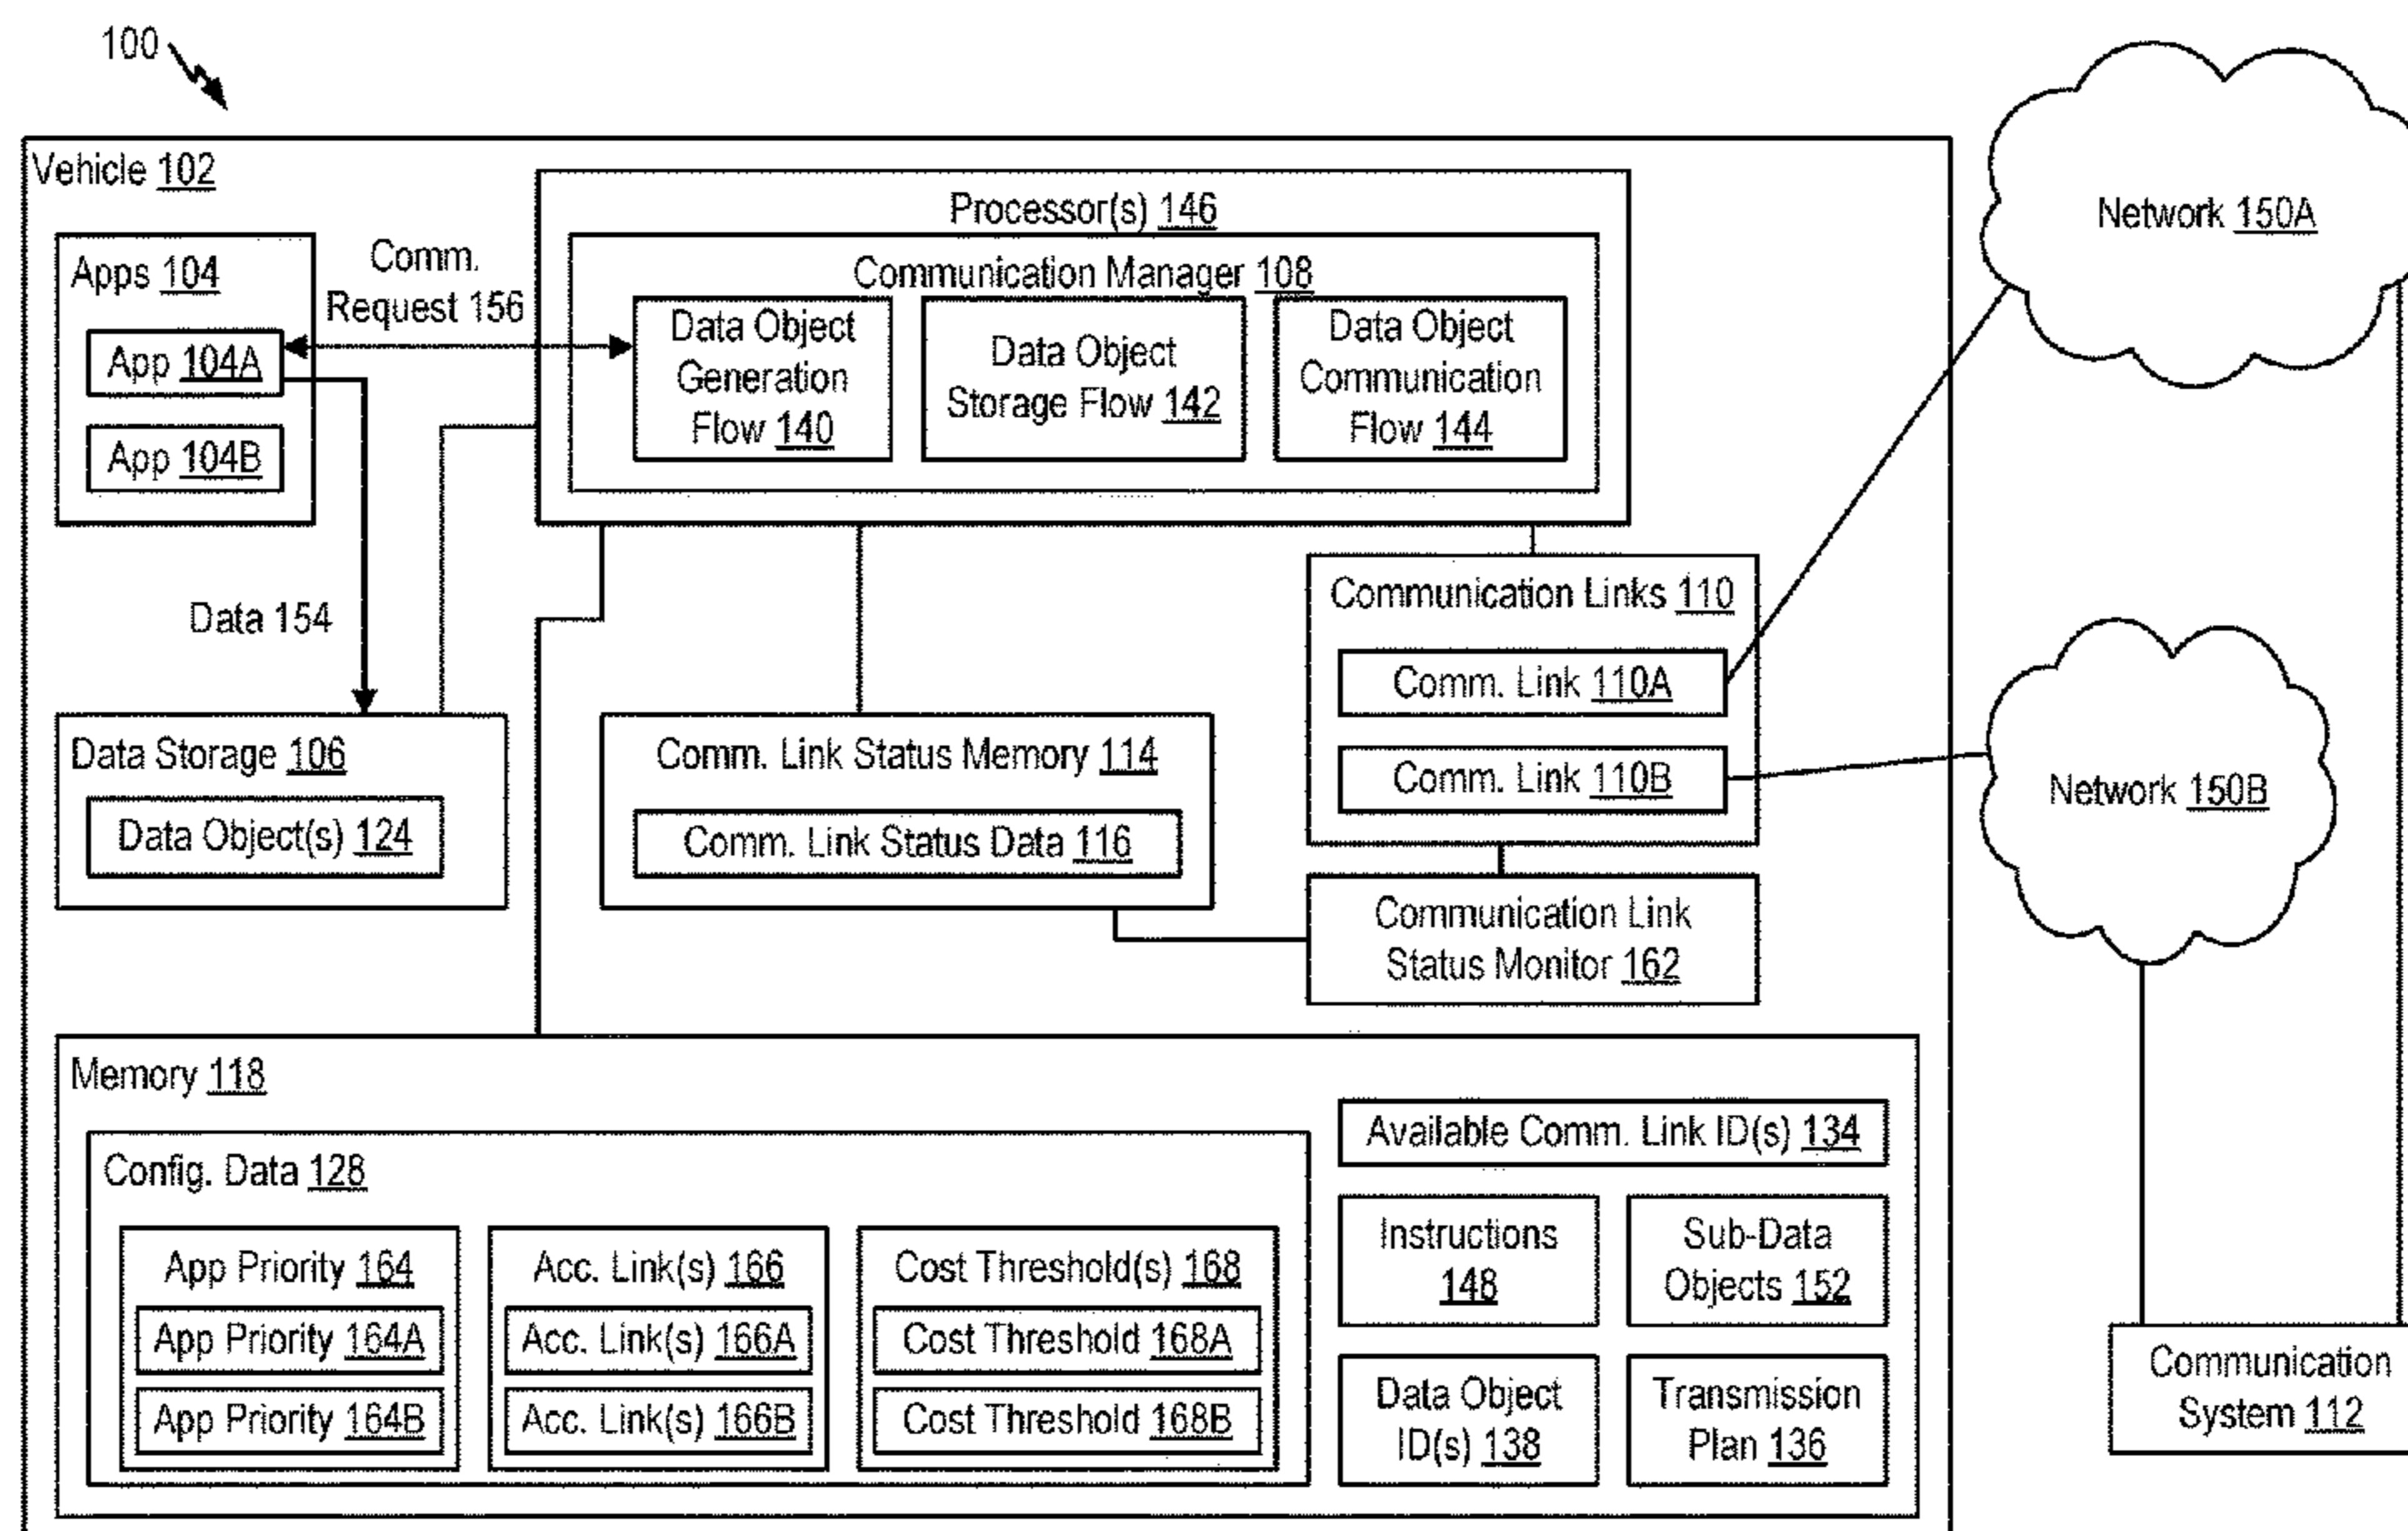 100
Vehicle 102
Apps 104
App 104A
App 104B
Comm.
Request 156
Processor(s) 146
Communication Manager 108
Data Object
Generation
Flow 140
Data Object
Storage Flow 142
Data Object
Communication
Flow 144
Network 150A
Data 154
Data Storage 106
Data Object(s) 124
Comm. Link Status Memory 114
Comm. Link Status Data 116
Communication Links 110
Comm. Link 110A
Comm. Link 110B
Communication Link
Status Monitor 162
Network 150B
Memory 118
Config. Data 128
App Priority 164
App Priority 164A
App Priority 164B
Acc. Link(s) 166
Acc. Link(s) 166A
Acc. Link(s) 166B
Cost Threshold(s) 168
Cost Threshold 168A
Cost Threshold 168B
Available Comm. Link ID(s) 134
Instructions
148
Sub-Data
Objects 152
Data Object
ID(s) 138
Transmission
Plan 136
Communication
System 112